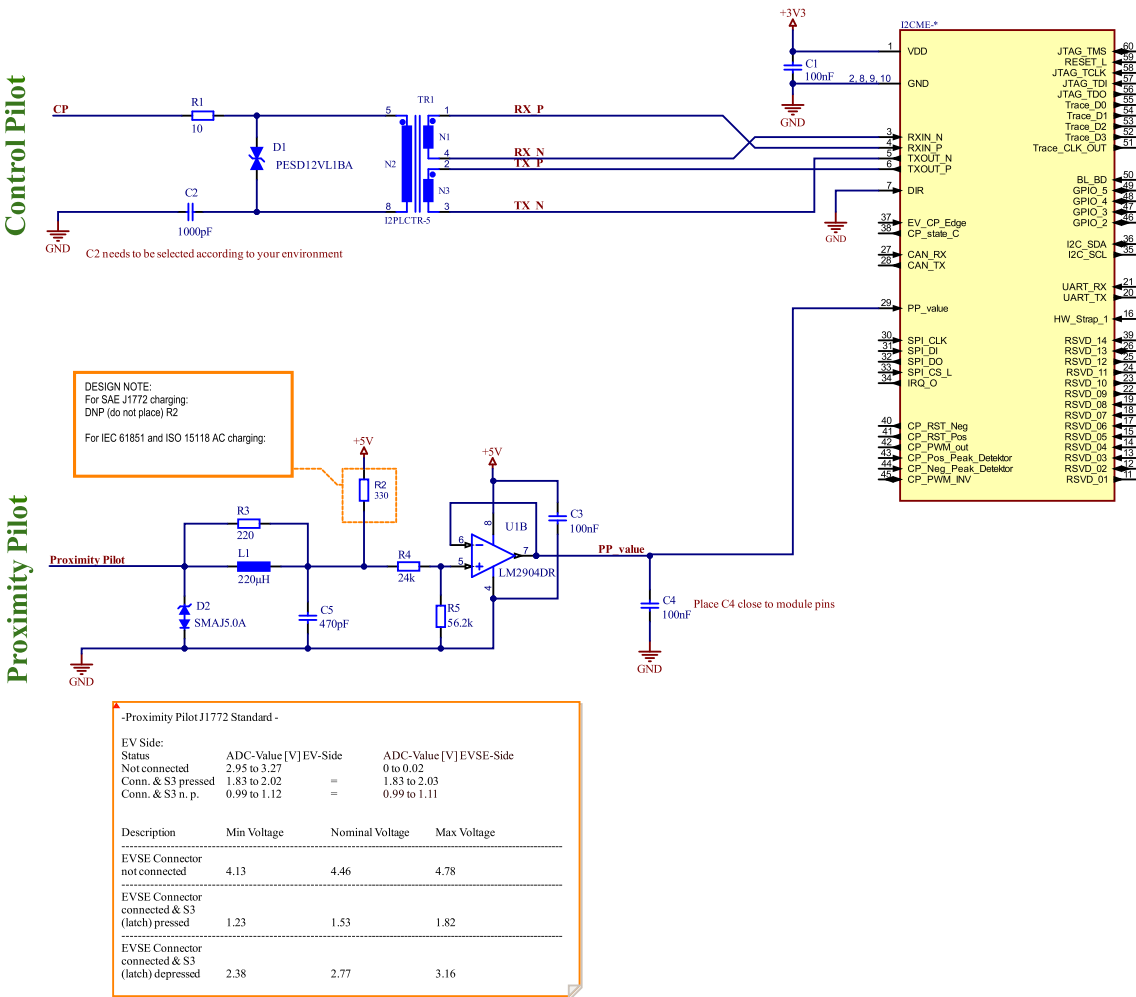 Control Pilot
CP
R1
10
D1
PESD12VL1BA
C2
1000pF
GND
C2 needs to be selected according to your environment
TR1
5
8
N2
N1
N3
1
4
2
3
I2PLCTR-5
RX_P
RX_N
TX_P
TX_N
+3V3
C1
100nF
GND
GND
I2CME-*
1 VDD
2, 8, 9, 10 GND
3 RXIN_N
4 RXIN_P
5 TXOUT_N
6 TXOUT_P
7 DIR
37 EV_CP_Edge
38 CP_state_C
27 CAN_RX
28 CAN_TX
29 PP_value
30 SPI_CLK
31 SPI_DI
32 SPI_DO
33 SPI_CS_L
34 IRQ_O
40 CP_RST_Neg
41 CP_RST_Pos
42 CP_PWM_out
43 CP_Pos_Peak_Detektor
44 CP_Neg_Peak_Detektor
45 CP_PWM_INV
JTAG_TMS 60
RESET_L 59
JTAG_TCLK 58
JTAG_TDI 57
JTAG_TDO 56
Trace_D0 55
Trace_D1 54
Trace_D2 53
Trace_D3 52
Trace_CLK_OUT 51
BL_BD 50
GPIO_5 49
GPIO_4 48
GPIO_3 47
GPIO_2 46
I2C_SDA 36
I2C_SCL 35
UART_RX 21
UART_TX 20
HW_Strap_1 16
RSVD_14 39
RSVD_13 26
RSVD_12 25
RSVD_11 24
RSVD_10 23
RSVD_09 22
RSVD_08 19
RSVD_07 18
RSVD_06 17
RSVD_05 15
RSVD_04 14
RSVD_03 13
RSVD_02 12
RSVD_01 11
DESIGN NOTE:
For SAE J1772 charging:
DNP (do not place) R2
For IEC 61851 and ISO 15118 AC charging:
Proximity Pilot
Proximity Pilot
R3
220
L1
220µH
D2
SMAJ5.0A
C5
470pF
GND
+5V
R2
330
R4
24k
R5
56.2k
+5V
U1B
LM2904DR
6
5
7
8
4
C3
100nF
PP_value
C4
100nF
Place C4 close to module pins
GND
-Proximity Pilot J1772 Standard -
EV Side:
Status ADC-Value [V] EV-Side ADC-Value [V] EVSE-Side
Not connected 2.95 to 3.27 0 to 0.02
Conn. & S3 pressed 1.83 to 2.02 = 1.83 to 2.03
Conn. & S3 n. p. 0.99 to 1.12 = 0.99 to 1.11
Description Min Voltage Nominal Voltage Max Voltage
EVSE Connector
not connected 4.13 4.46 4.78
EVSE Connector
connected & S3
(latch) pressed 1.23 1.53 1.82
EVSE Connector
connected & S3
(latch) depressed 2.38 2.77 3.16